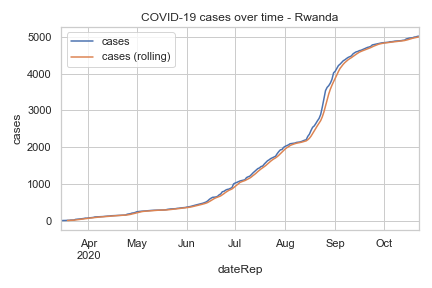 COVID-19 cases over time - Rwanda
cases
cases (rolling)
5000
4000
3000
2000
1000
0
cases
Apr May Jun Jul Aug Sep Oct
2020
dateRep